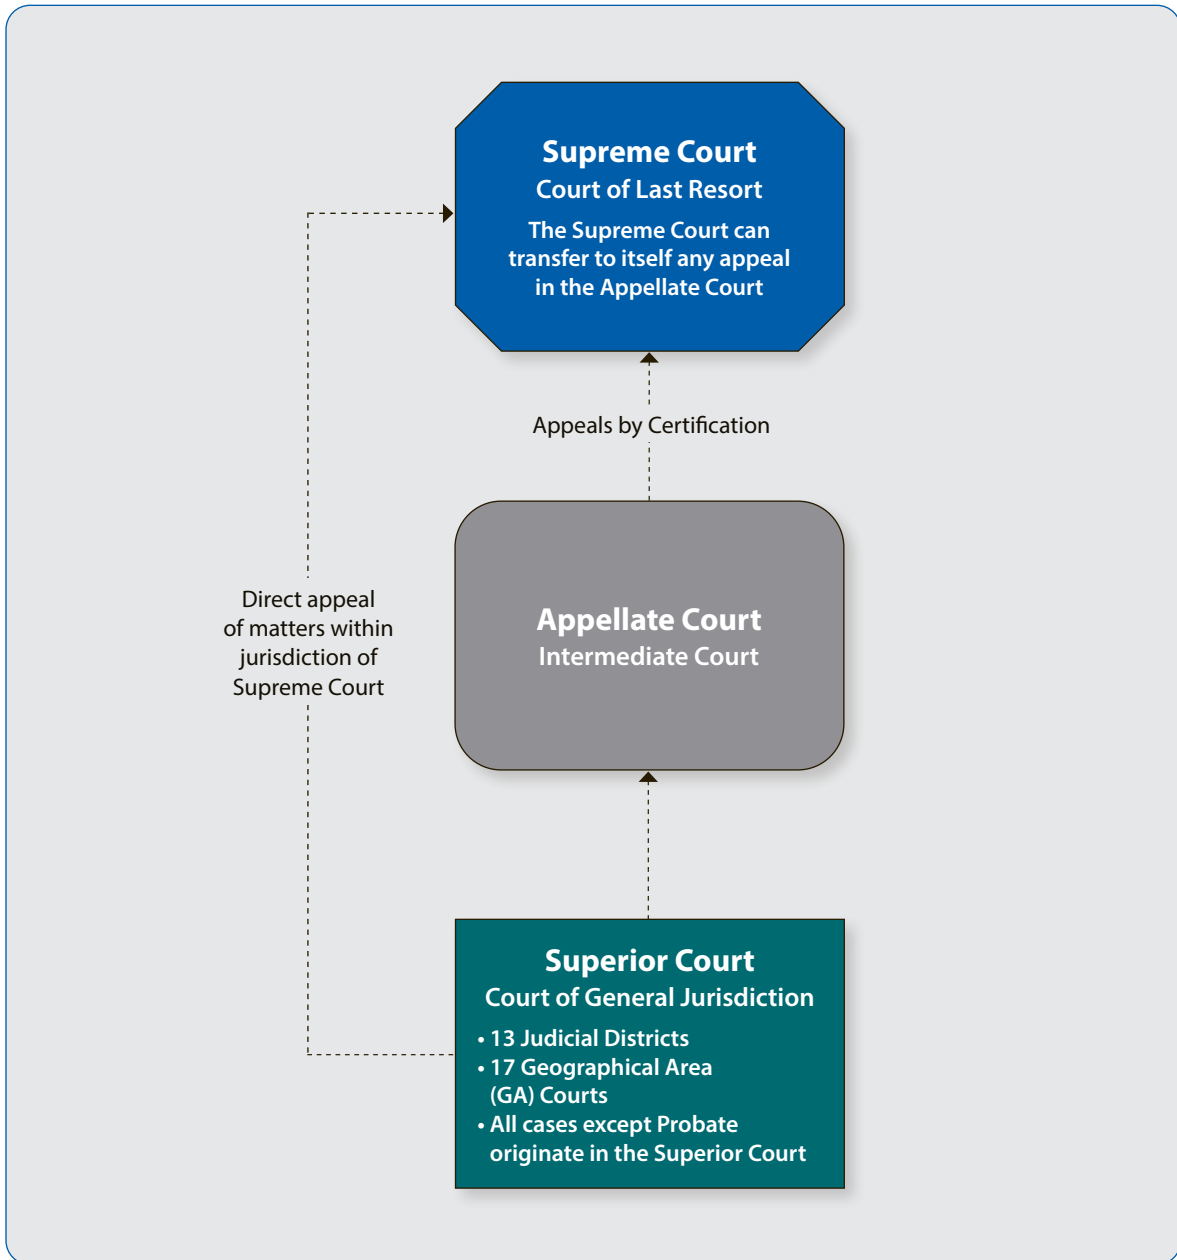 Supreme Court
Court of Last Resort
The Supreme Court can
transfer to itself any appeal
in the Appellate Court
Appeals by Certification
Direct appeal
of matters within
jurisdiction of
Supreme Court
Appellate Court
Intermediate Court
Superior Court
Court of General Jurisdiction
• 13 Judicial Districts
• 17 Geographical Area
(GA) Courts
• All cases except Probate
originate in the Superior Court